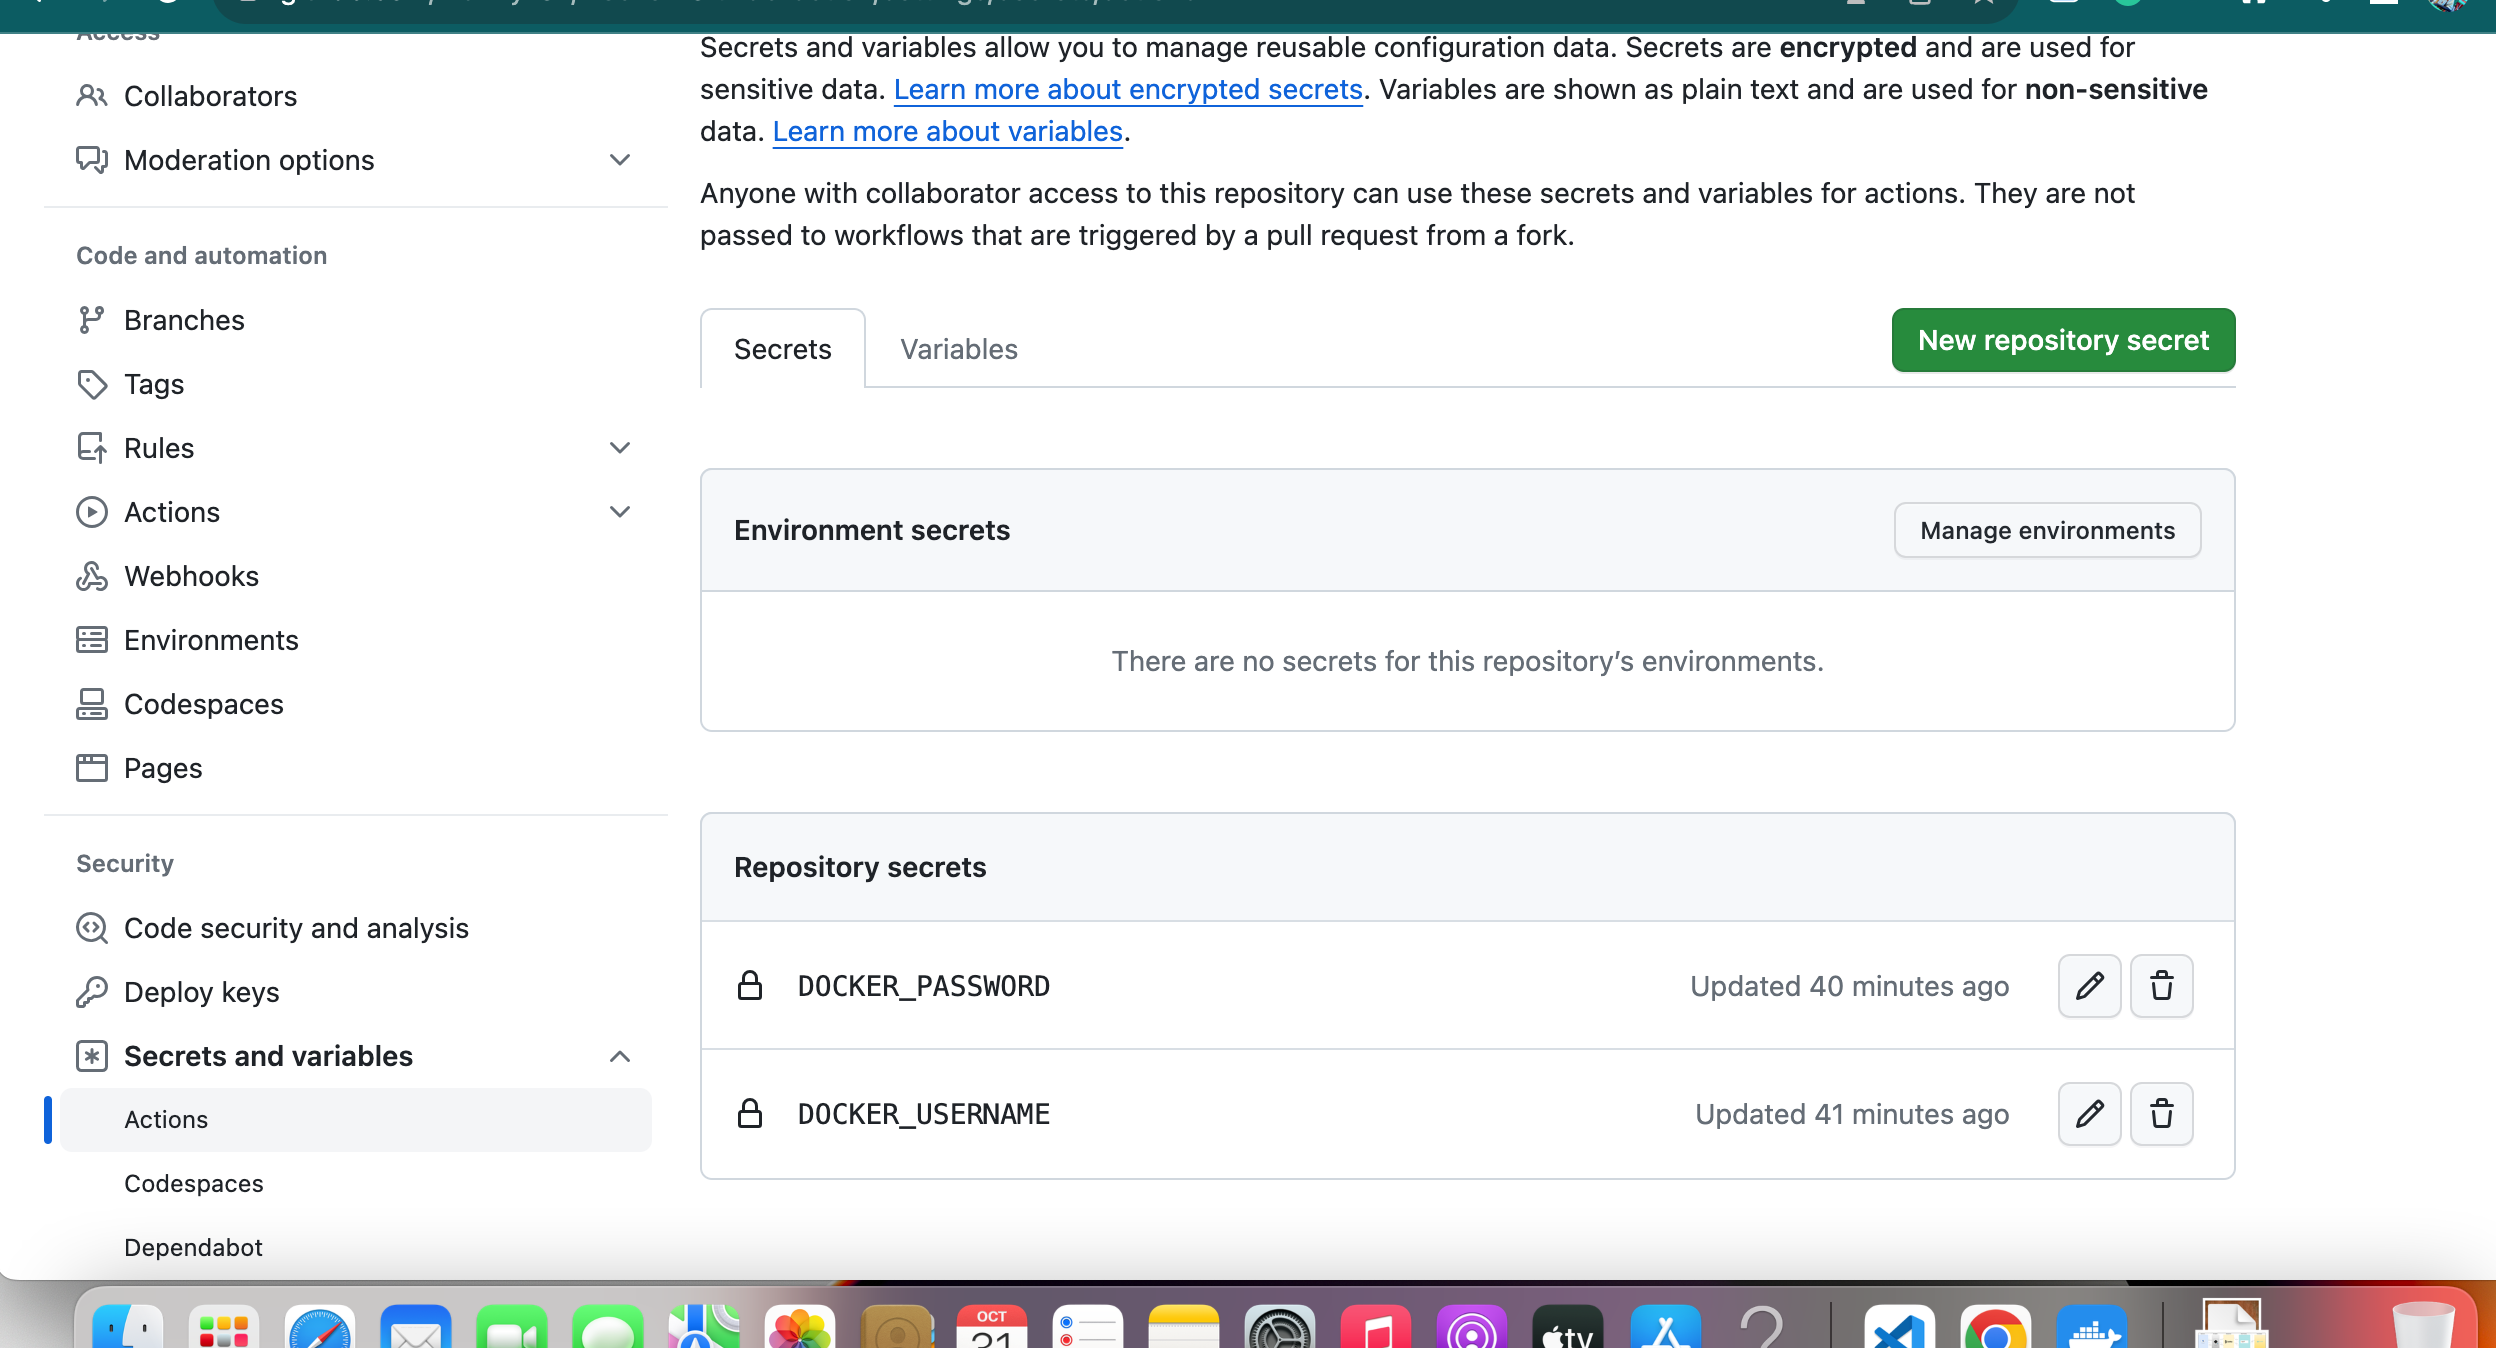 Access
Collaborators
Moderation options
Code and automation
Branches
Tags
Rules
Actions
Webhooks
Environments
Codespaces
Pages
Security
Code security and analysis
Deploy keys
Secrets and variables
Actions
Codespaces
Dependabot
Secrets and variables allow you to manage reusable configuration data. Secrets are encrypted and are used for
sensitive data. Learn more about encrypted secrets. Variables are shown as plain text and are used for non-sensitive
data. Learn more about variables.
Anyone with collaborator access to this repository can use these secrets and variables for actions. They are not
passed to workflows that are triggered by a pull request from a fork.
Secrets
Variables
New repository secret
Environment secrets
Manage environments
There are no secrets for this repository’s environments.
Repository secrets
DOCKER_PASSWORD
Updated 40 minutes ago
DOCKER_USERNAME
Updated 41 minutes ago
OCT
31
tv